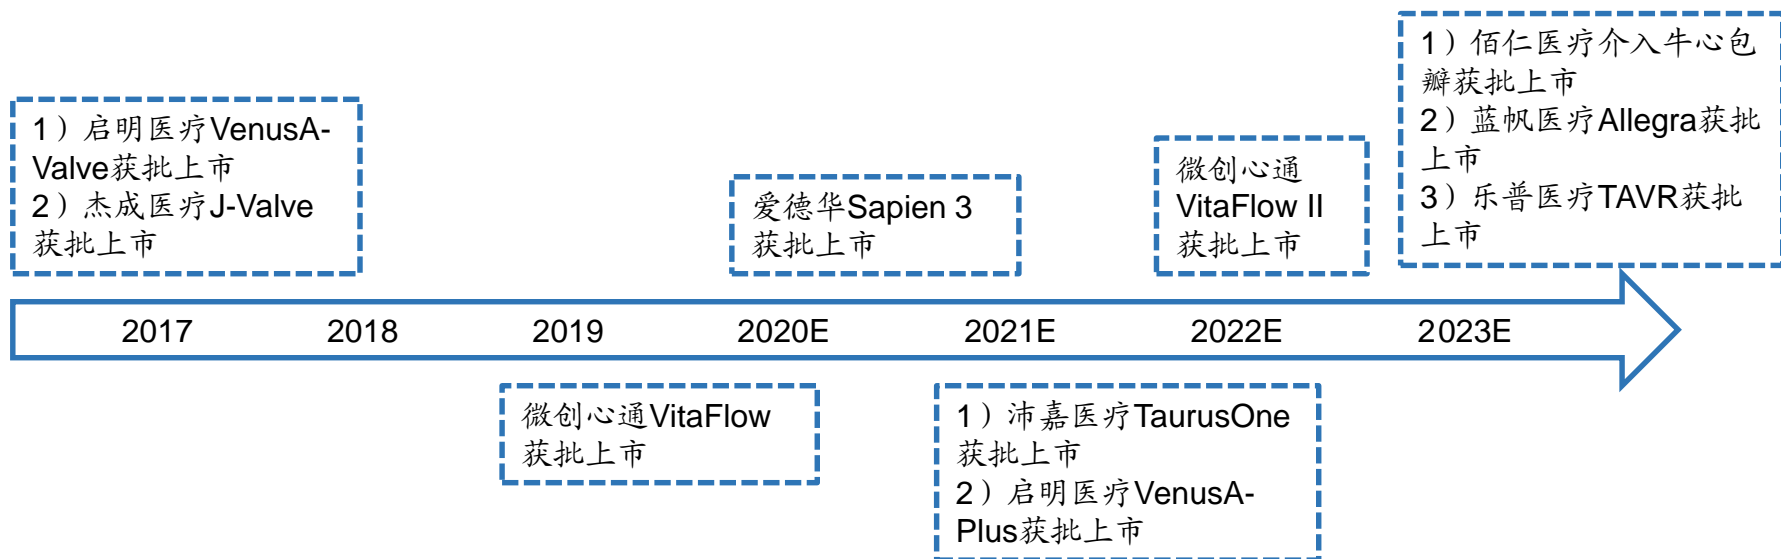 1）启明医疗VenusA-
Valve获批上市
2）杰成医疗J-Valve
获批上市
爱德华Sapien 3
获批上市
微创心通
VitaFlow II
获批上市
1）佰仁医疗介入牛心包
瓣获批上市
2）蓝帆医疗Allegra获批
上市
3）乐普医疗TAVR获批
上市
2017 2018 2019 2020E 2021E 2022E 2023E
微创心通VitaFlow
获批上市
1）沛嘉医疗TaurusOne
获批上市
2）启明医疗VenusA-
Plus获批上市